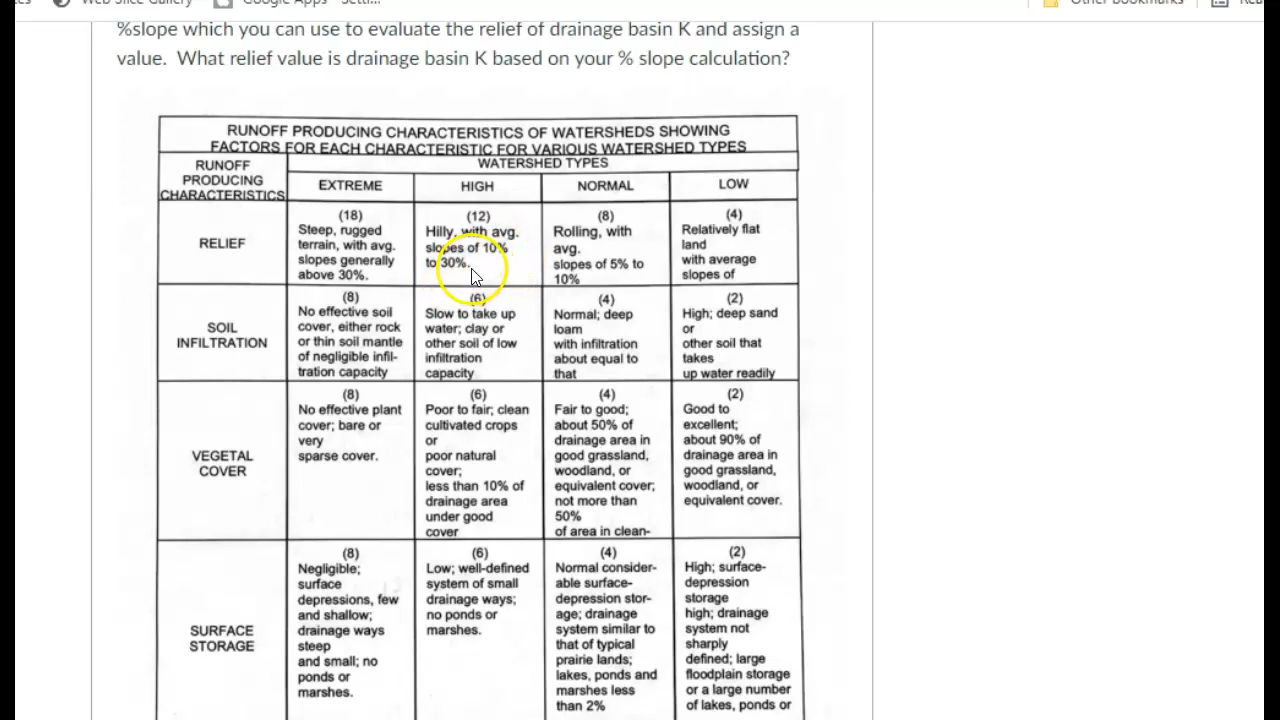 Web Slice Gallery
Google Apps - Setti...
Other bookmarks
%slope which you can use to evaluate the relief of drainage basin K and assign a
value. What relief value is drainage basin K based on your % slope calculation?
RUNOFF PRODUCING CHARACTERISTICS OF WATERSHEDS SHOWING
FACTORS FOR EACH CHARACTERISTIC FOR VARIOUS WATERSHED TYPES
RUNOFF
PRODUCING
CHARACTERISTICS
WATERSHED TYPES
EXTREME
HIGH
NORMAL
LOW
RELIEF
(18)
Steep, rugged
terrain, with avg.
slopes generally
above 30%.
(12)
Hilly, with avg.
slopes of 10%
to 30%.
(8)
Rolling, with
avg.
slopes of 5% to
10%
(4)
Relatively flat
land
with average
slopes of
SOIL
INFILTRATION
(8)
No effective soil
cover, either rock
or thin soil mantle
of negligible infil-
tration capacity
(6)
Slow to take up
water; clay or
other soil of low
infiltration
capacity
(4)
Normal; deep
loam
with infiltration
about equal to
that
(2)
High; deep sand
or
other soil that
takes
up water readily
VEGETAL
COVER
(8)
No effective plant
cover; bare or
very
sparse cover.
(6)
Poor to fair; clean
cultivated crops
or
poor natural
cover;
less than 10% of
drainage area
under good
cover
(4)
Fair to good;
about 50% of
drainage area in
good grassland,
woodland, or
equivalent cover;
not more than
50%
of area in clean-
(2)
Good to
excellent;
about 90% of
drainage area in
good grassland,
woodland, or
equivalent cover.
SURFACE
STORAGE
(8)
Negligible;
surface
depressions, few
and shallow;
drainage ways
steep
and small; no
ponds or
marshes.
(6)
Low; well-defined
system of small
drainage ways;
no ponds or
marshes.
(4)
Normal consider-
able surface-
depression stor-
age; drainage
system similar to
that of typical
prairie lands;
lakes, ponds and
marshes less
than 2%
(2)
High; surface-
depression
storage
high; drainage
system not
sharply
defined; large
floodplain storage
or a large number
of lakes, ponds or